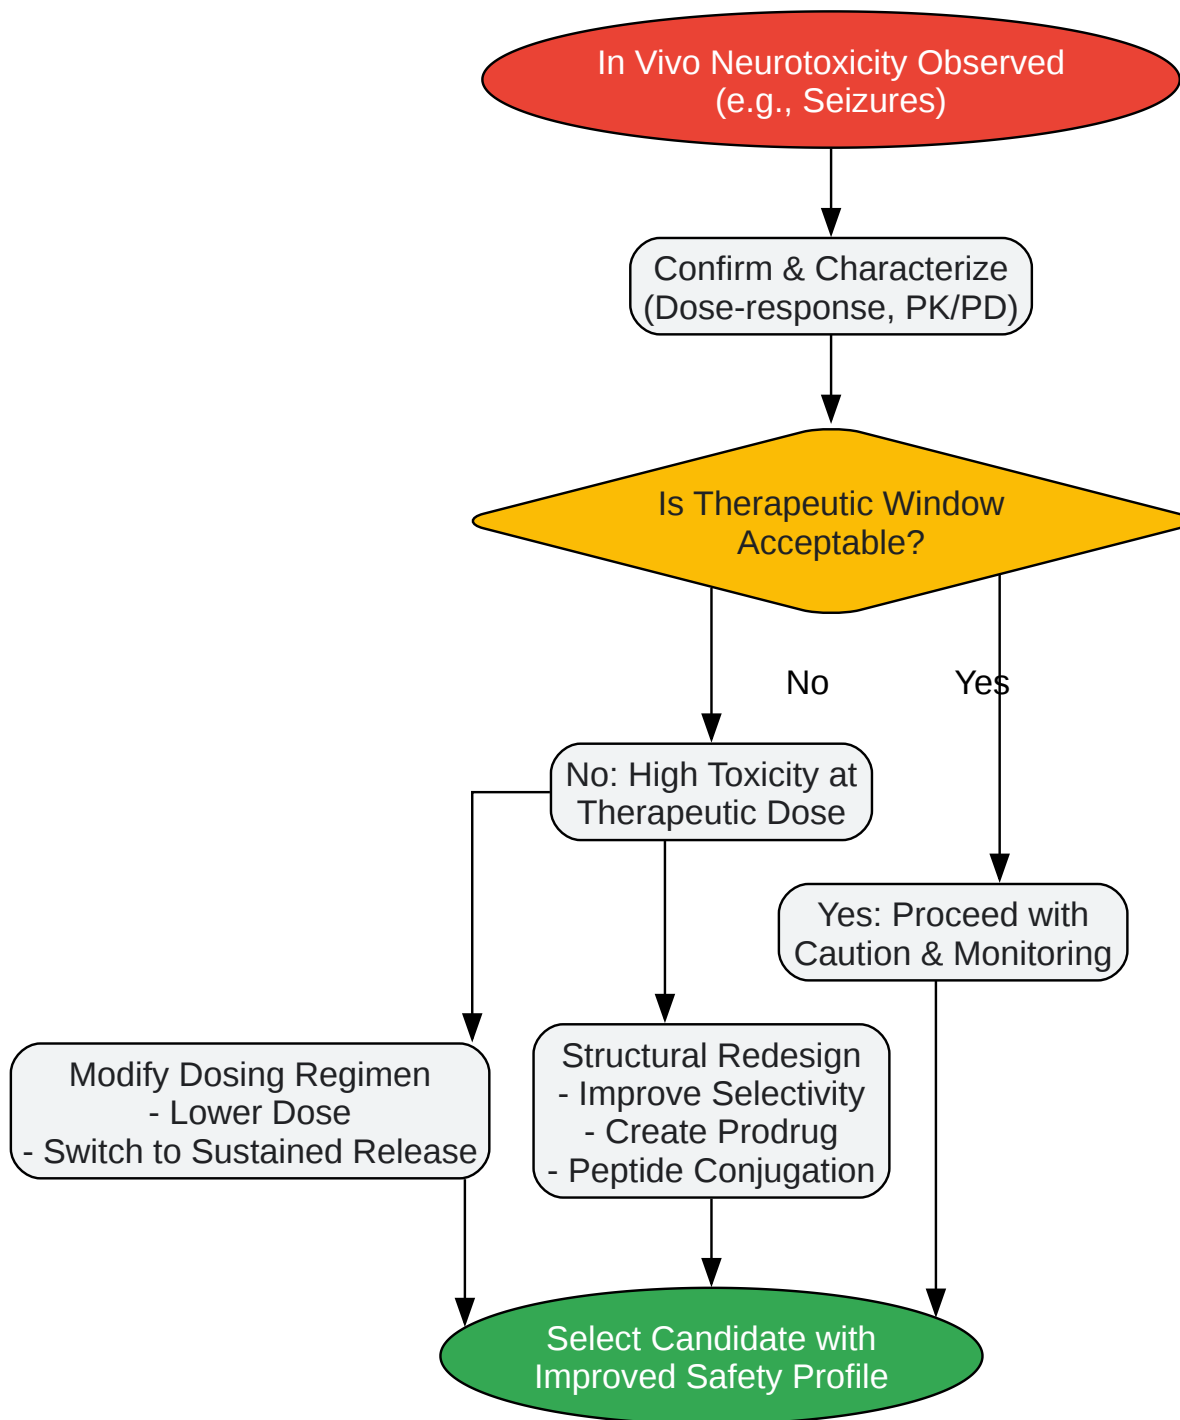 In Vivo Neurotoxicity Observed
(e.g., Seizures)
Confirm & Characterize
(Dose-response, PK/PD)
Is Therapeutic Window
Acceptable?
No
Yes
No: High Toxicity at
Therapeutic Dose
Yes: Proceed with
Caution & Monitoring
Modify Dosing Regimen
- Lower Dose
- Switch to Sustained Release
Structural Redesign
- Improve Selectivity
- Create Prodrug
- Peptide Conjugation
Select Candidate with
Improved Safety Profile